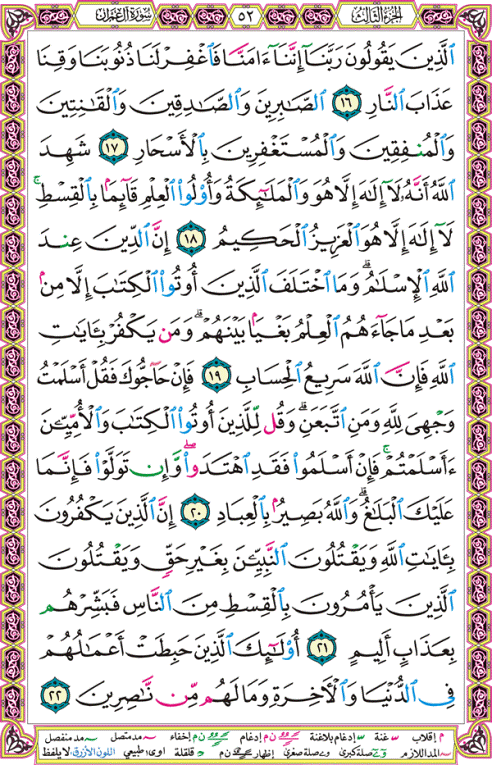 الجزء الثالث ٥٢ سورة آل عمران
ٱلَّذِينَ يَقُولُونَ رَبَّنَآ إِنَّنَآ ءَامَنَّا فَٱغْفِرْ لَنَا ذُنُوبَنَا وَقِنَا
عَذَابَ ٱلنَّارِ ١٦ ٱلصَّٰبِرِينَ وَٱلصَّٰدِقِينَ وَٱلْقَٰنِتِينَ
وَٱلْمُنفِقِينَ وَٱلْمُسْتَغْفِرِينَ بِٱلْأَسْحَارِ ١٧ شَهِدَ
ٱللَّهُ أَنَّهُۥ لَآ إِلَٰهَ إِلَّا هُوَ وَٱلْمَلَٰٓئِكَةُ وَأُو۟لُوا۟ ٱلْعِلْمِ قَآئِمًۢا بِٱلْقِسْطِ ۚ
لَآ إِلَٰهَ إِلَّا هُوَ ٱلْعَزِيزُ ٱلْحَكِيمُ ١٨ إِنَّ ٱلدِّينَ عِندَ
ٱللَّهِ ٱلْإِسْلَٰمُ ۗ وَمَا ٱخْتَلَفَ ٱلَّذِينَ أُوتُوا۟ ٱلْكِتَٰبَ إِلَّا مِنۢ
بَعْدِ مَا جَآءَهُمُ ٱلْعِلْمُ بَغْيًۢا بَيْنَهُمْ ۗ وَمَن يَكْفُرْ بِـَٔايَٰتِ
ٱللَّهِ فَإِنَّ ٱللَّهَ سَرِيعُ ٱلْحِسَابِ ١٩ فَإِنْ حَآجُّوكَ فَقُلْ أَسْلَمْتُ
وَجْهِىَ لِلَّهِ وَمَنِ ٱتَّبَعَنِ ۗ وَقُل لِّلَّذِينَ أُوتُوا۟ ٱلْكِتَٰبَ وَٱلْأُمِّيِّـۧنَ
ءَأَسْلَمْتُمْ ۚ فَإِنْ أَسْلَمُوا۟ فَقَدِ ٱهْتَدَوا۟ ۖ وَّإِن تَوَلَّوْا۟ فَإِنَّمَا
عَلَيْكَ ٱلْبَلَٰغُ ۗ وَٱللَّهُ بَصِيرٌۢ بِٱلْعِبَادِ ٢٠ إِنَّ ٱلَّذِينَ يَكْفُرُونَ
بِـَٔايَٰتِ ٱللَّهِ وَيَقْتُلُونَ ٱلنَّبِيِّـۧنَ بِغَيْرِ حَقٍّ وَيَقْتُلُونَ
ٱلَّذِينَ يَأْمُرُونَ بِٱلْقِسْطِ مِنَ ٱلنَّاسِ فَبَشِّرْهُم
بِعَذَابٍ أَلِيمٍ ٢١ أُو۟لَٰٓئِكَ ٱلَّذِينَ حَبِطَتْ أَعْمَٰلُهُمْ
فِى ٱلدُّنْيَا وَٱلْءَاخِرَةِ وَمَا لَهُم مِّن نَّٰصِرِينَ ٢٢
م إقلاب غنة إدغام بلاغنة ن م إدغام ن م إخفاء مد متصل مد منفصل
المد اللازم صلة كبرى وصلة صغرى إظهار ن م قلقلة اوى: طبيعي اللون الأزرق: لا يلفظ